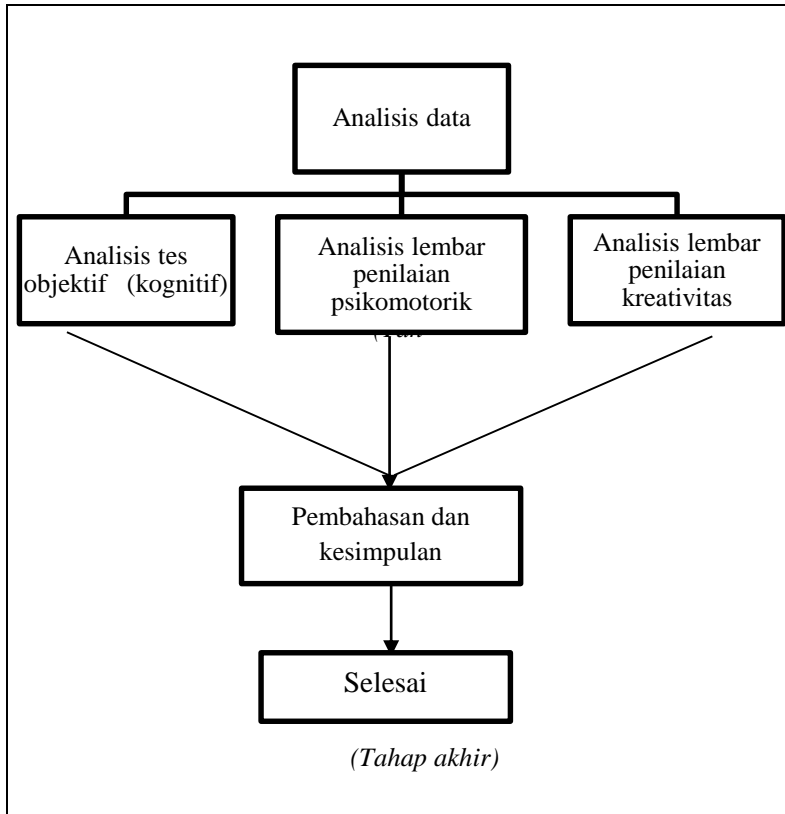 Analisis data
Analisis tes
objektif (kognitif)
Analisis lembar
penilaian
psikomotorik
Analisis lembar
penilaian
kreativitas
Pembahasan dan
kesimpulan
Selesai
(Tahap akhir)